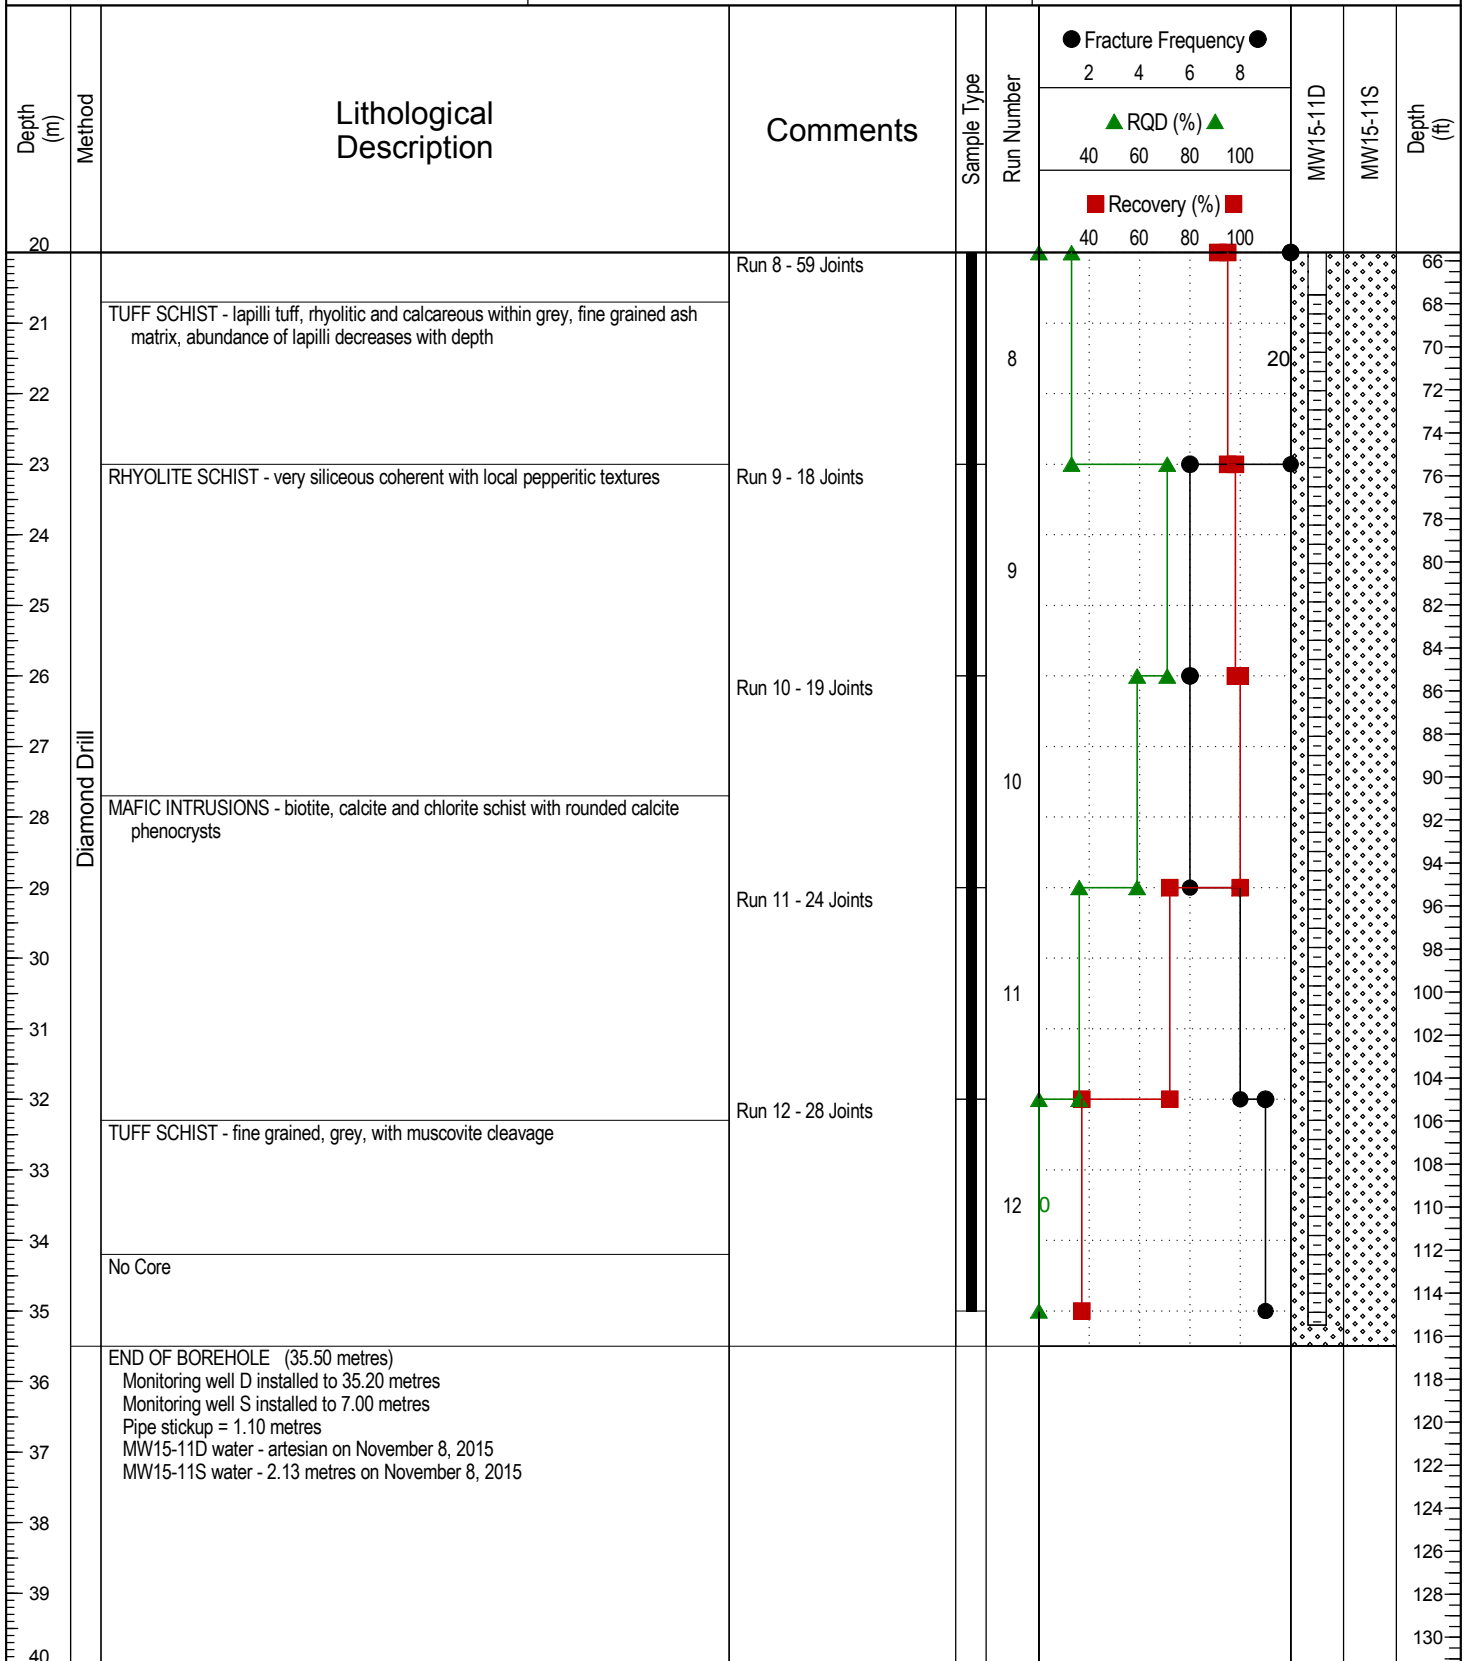 Depth
(m)
Method
Lithological
Description
Comments
Sample Type
Run Number
Fracture Frequency
2 4 6 8
RQD (%)
40 60 80 100
Recovery (%)
40 60 80 100
MW15-11D
MW15-11S
Depth
(ft)
20
Run 8 - 59 Joints
66
68
TUFF SCHIST - lapilli tuff, rhyolitic and calcareous within grey, fine grained ash
matrix, abundance of lapilli decreases with depth
21
70
8
20
22
72
74
23
RHYOLITE SCHIST - very siliceous coherent with local pepperitic textures
Run 9 - 18 Joints
76
78
24
80
9
25
82
84
26
Run 10 - 19 Joints
86
88
27
Diamond Drill
10
90
MAFIC INTRUSIONS - biotite, calcite and chlorite schist with rounded calcite
phenocrysts
28
92
94
29
Run 11 - 24 Joints
96
98
30
11
100
31
102
104
32
Run 12 - 28 Joints
106
TUFF SCHIST - fine grained, grey, with muscovite cleavage
33
108
12
0
110
34
112
No Core
114
35
116
END OF BOREHOLE (35.50 metres)
Monitoring well D installed to 35.20 metres
Monitoring well S installed to 7.00 metres
Pipe stickup = 1.10 metres
MW15-11D water - artesian on November 8, 2015
MW15-11S water - 2.13 metres on November 8, 2015
36
118
120
37
122
124
38
126
39
128
130
40